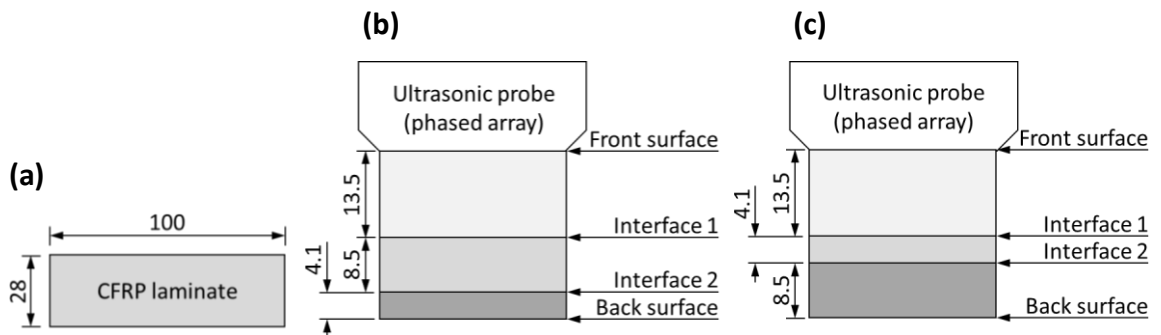 (a)
100
28
CFRP laminate
(b)
Ultrasonic probe
(phased array)
Front surface
13.5
Interface 1
8.5
4.1
Interface 2
Back surface
(c)
Ultrasonic probe
(phased array)
Front surface
13.5
4.1
Interface 1
Interface 2
8.5
Back surface